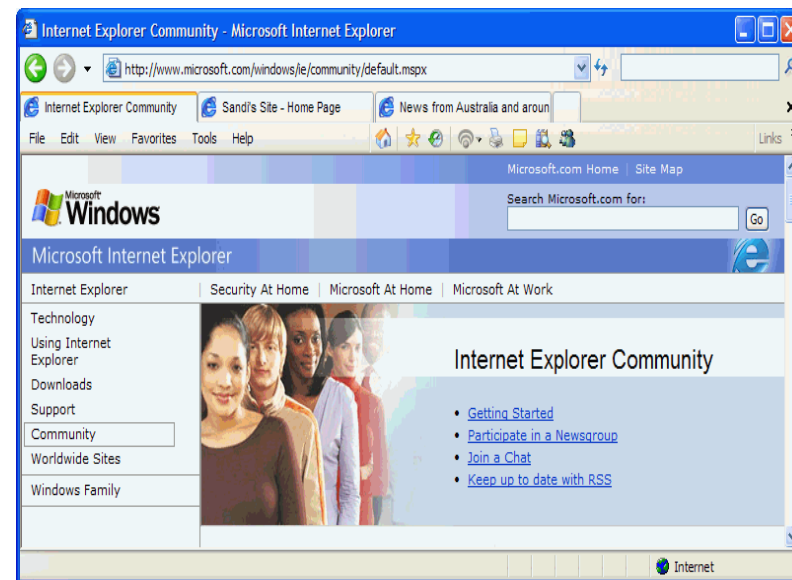 Internet Explorer Community - Microsoft Internet Explorer
http://www.microsoft.com/windows/ie/community/default.mspx
Internet Explorer Community Sandi's Site - Home Page News from Australia and aroun
File Edit View Favorites Tools Help Links
Microsoft.com Home | Site Map
Microsoft
Windows
Search Microsoft.com for:
Go
Microsoft Internet Explorer
Internet Explorer | Security At Home | Microsoft At Home | Microsoft At Work
Technology
Using Internet
Explorer
Downloads
Support
Community
Worldwide Sites
Windows Family
Internet Explorer Community
• Getting Started
• Participate in a Newsgroup
• Join a Chat
• Keep up to date with RSS
Internet